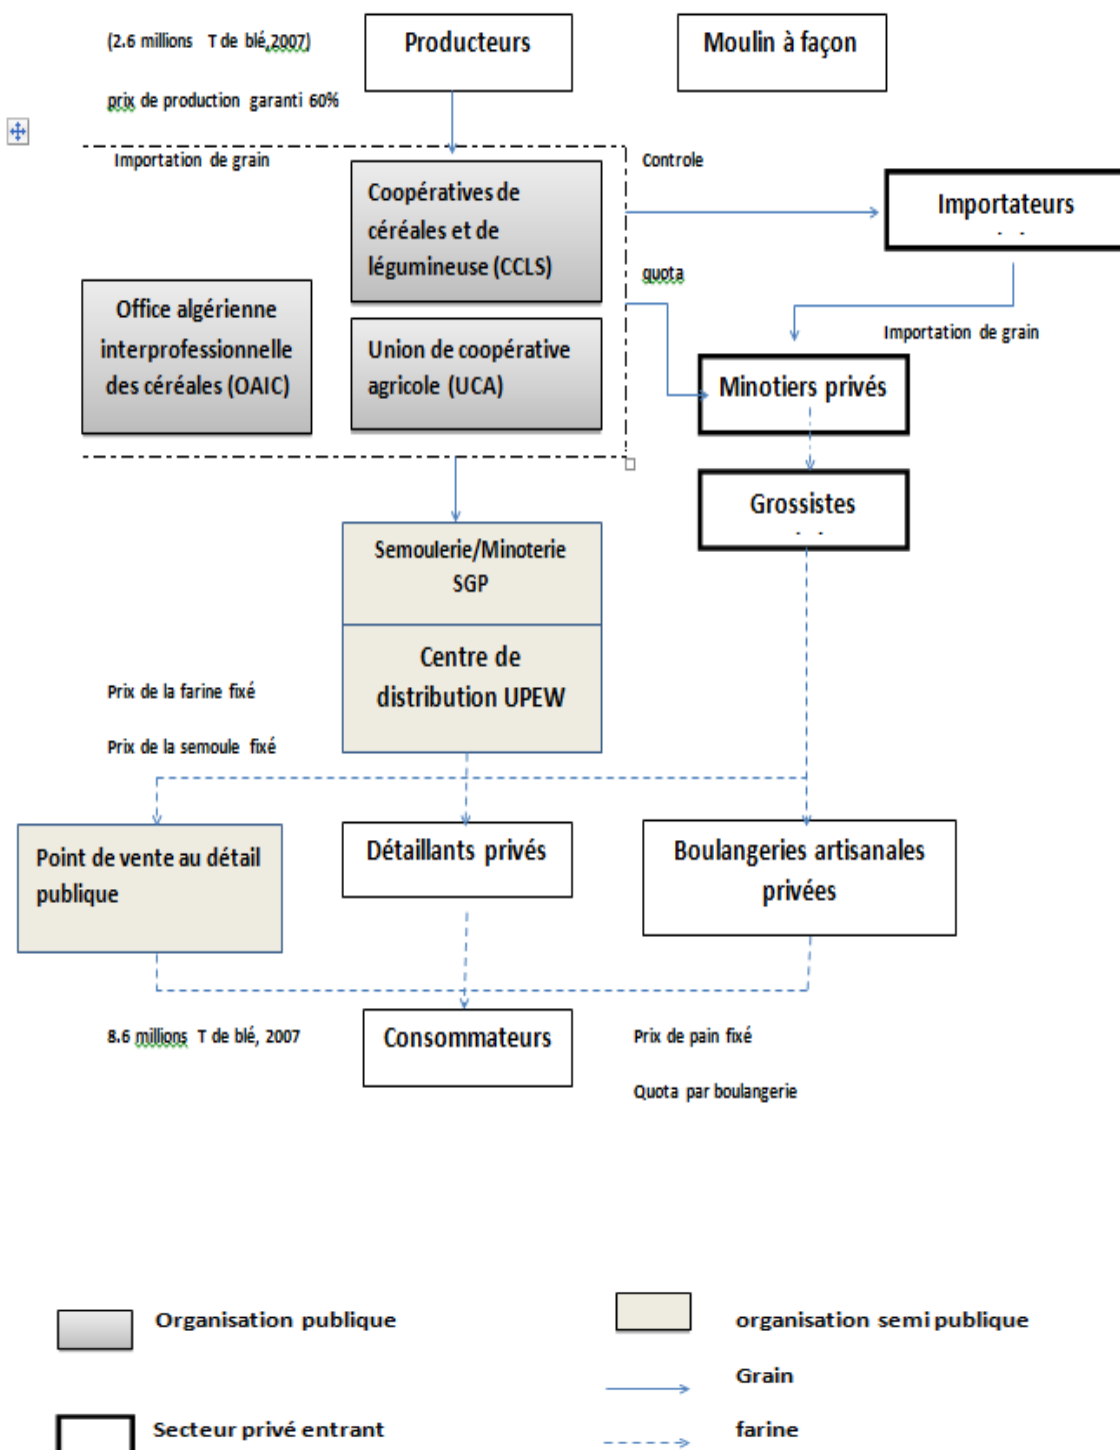 (2.6 millions T de blé,2007)
Producteurs
Moulin à façon
prix de production garanti 60%
Importation de grain
Controle
Coopératives de
céréales et de
légumineuse (CCLS)
Importateurs
quota
Office algérienne
interprofessionnelle
des céréales (OAIC)
Importation de grain
Union de coopérative
agricole (UCA)
Minotiers privés
Grossistes
Semoulerie/Minoterie
SGP
Centre de
distribution UPEW
Prix de la farine fixé
Prix de la semoule fixé
Point de vente au détail
publique
Détaillants privés
Boulangeries artisanales
privées
8.6 millions T de blé, 2007
Consommateurs
Prix de pain fixé
Quota par boulangerie
Organisation publique
organisation semi publique
Grain
Secteur privé entrant
farine